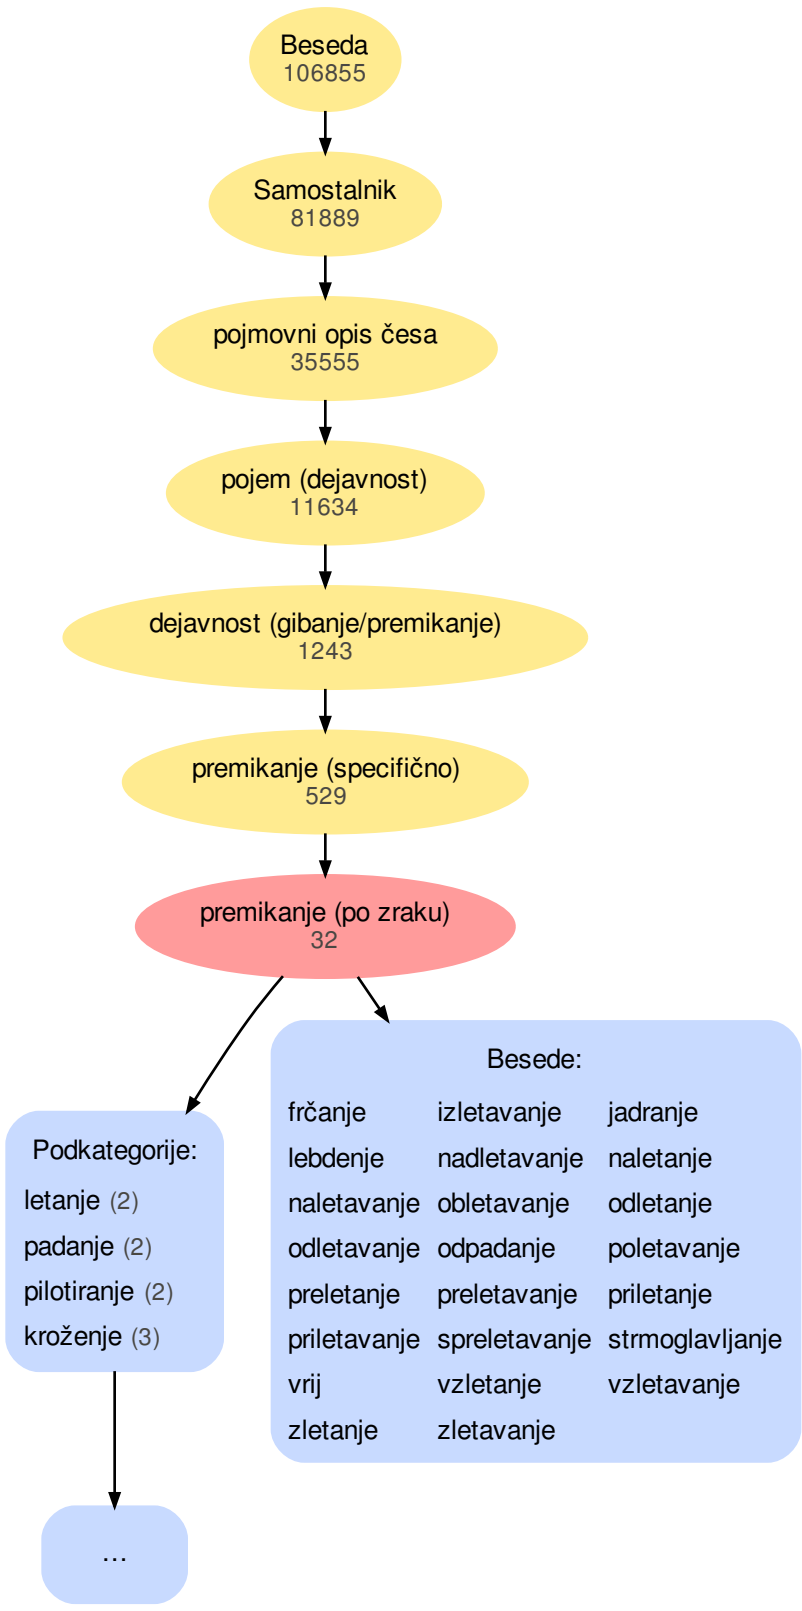 Beseda
106855
Samostalnik
81889
pojmovni opis česa
35555
pojem (dejavnost)
11634
dejavnost (gibanje/premikanje)
1243
premikanje (specifično)
529
premikanje (po zraku)
32
Podkategorije:
letanje (2)
padanje (2)
pilotiranje (2)
kroženje (3)
...
Besede:
frčanje izletavanje jadranje
lebdenje nadletavanje naletanje
naletavanje obletavanje odletanje
odletavanje odpadanje poletavanje
preletanje preletavanje priletanje
priletavanje spreletavanje strmoglavljanje
vrij vzletanje vzletavanje
zletanje zletavanje